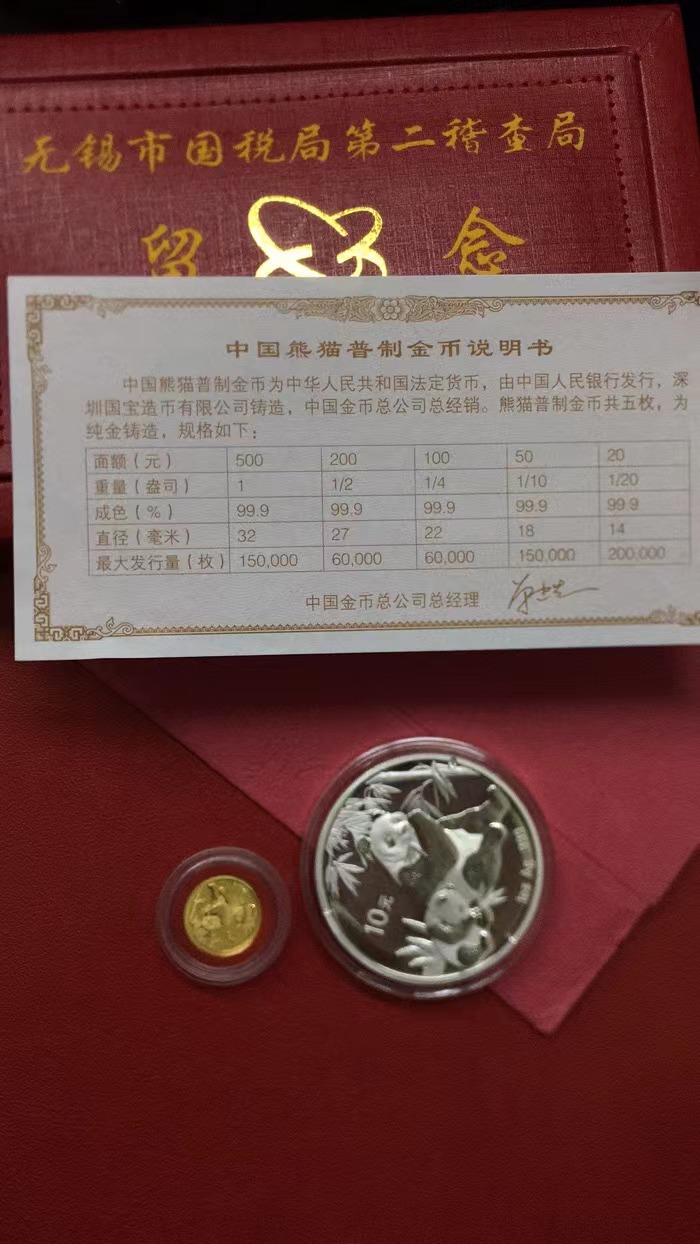 无锡市国税局第二稽查局
留 念
中国熊猫普制金币说明书
中国熊猫普制金币为中华人民共和国法定货币，由中国人民银行发行，深
圳国宝造币有限公司铸造，中国金币总公司总经销。熊猫普制金币共五枚，为
纯金铸造，规格如下：
面额（元） 500 200 100 50 20
重量（盎司） 1 1/2 1/4 1/10 1/20
成色（%） 99.9 99.9 99.9 99.9 99.9
直径（毫米） 32 27 22 18 14
最大发行量（枚） 150,000 60,000 60,000 150,000 200,000
中国金币总公司总经理
10元